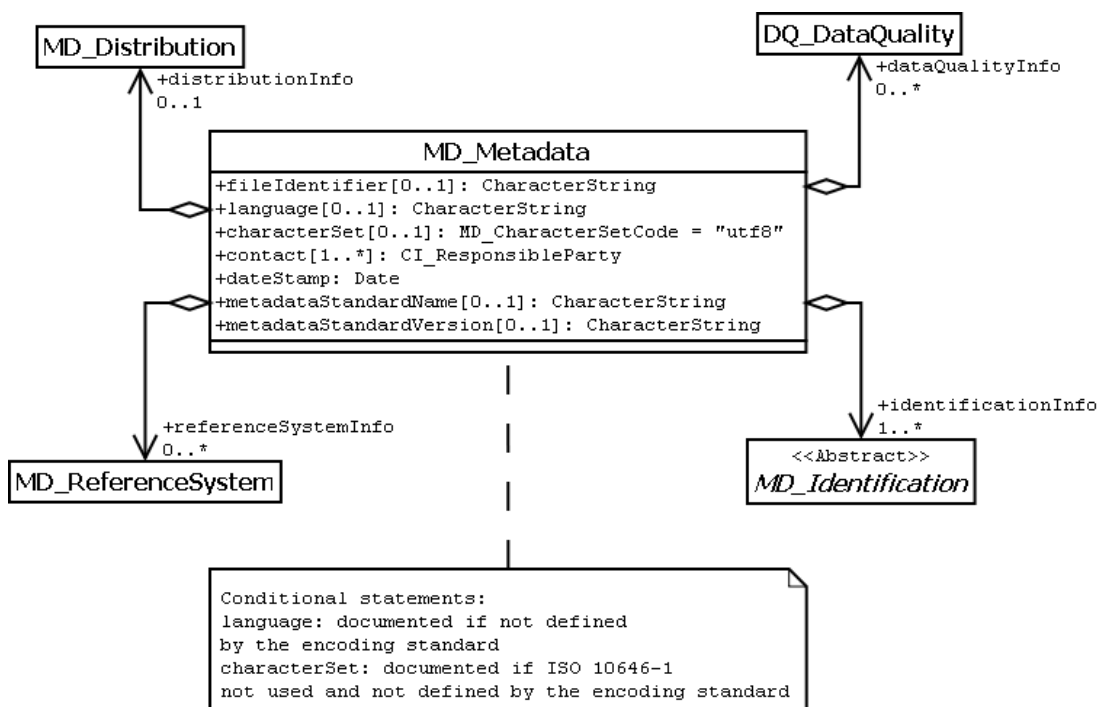 MD_Distribution
+distributionInfo
0..1
DQ_DataQuality
+dataQualityInfo
0..*
MD_Metadata
+fileIdentifier[0..1]: CharacterString
+language[0..1]: CharacterString
+characterSet[0..1]: MD_CharacterSetCode = "utf8"
+contact[1..*]: CI_ResponsibleParty
+dateStamp: Date
+metadataStandardName[0..1]: CharacterString
+metadataStandardVersion[0..1]: CharacterString
+referenceSystemInfo
0..*
MD_ReferenceSystem
+identificationInfo
1..*
<<Abstract>>
MD_Identification
Conditional statements:
language: documented if not defined
by the encoding standard
characterSet: documented if ISO 10646-1
not used and not defined by the encoding standard